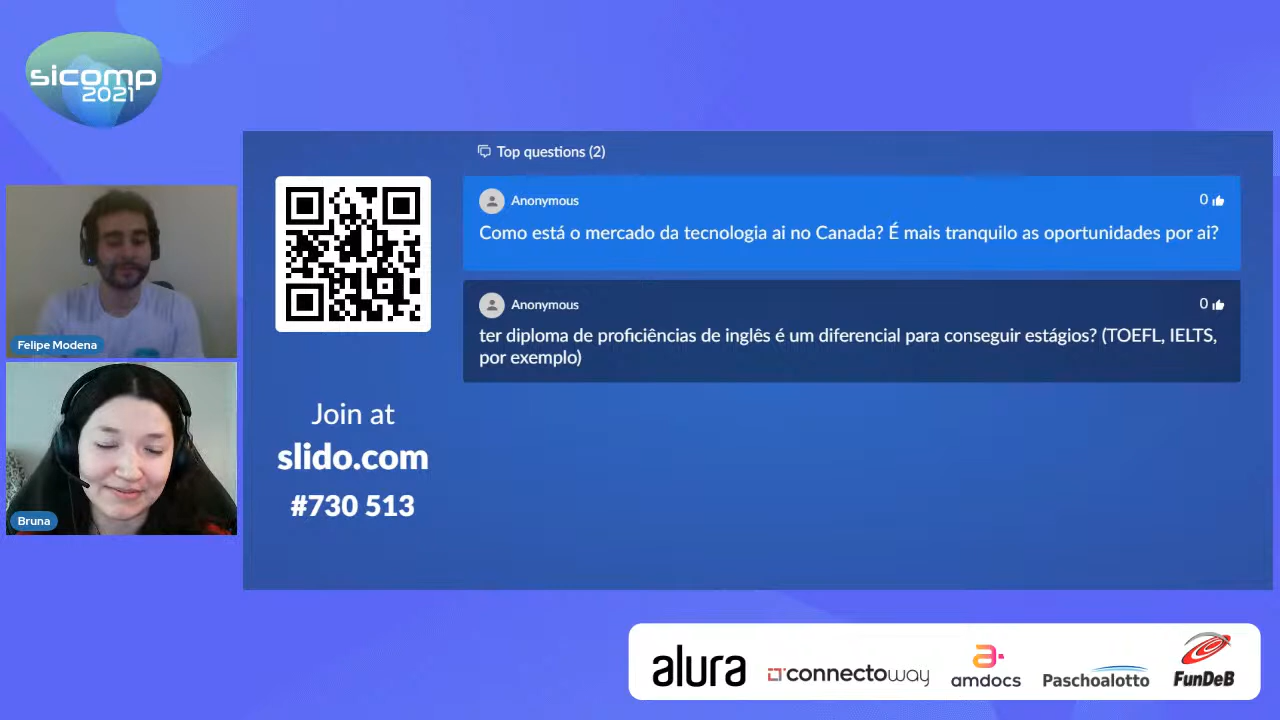 sicomp
2021
Top questions (2)
Anonymous
0
Como está o mercado da tecnologia ai no Canada? É mais tranquilo as oportunidades por ai?
Anonymous
0
ter diploma de proficiências de inglês é um diferencial para conseguir estágios? (TOEFL, IELTS,
por exemplo)
Join at
slido.com
#730 513
Felipe Modena
Bruna
alura
connectoway
amdocs
Paschoalotto
FunDeB